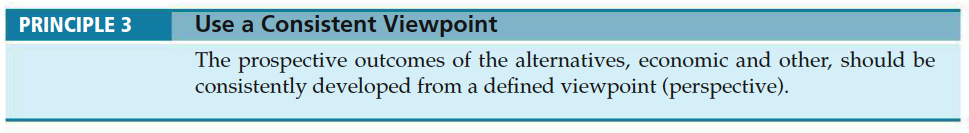 PRINCIPLE 3 Use a Consistent Viewpoint
The prospective outcomes of the alternatives, economic and other, should be
consistently developed from a defined viewpoint (perspective).